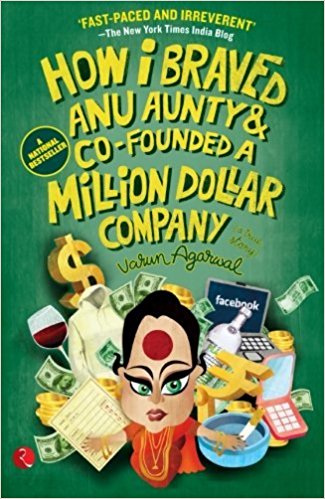 'FAST-PACED AND IRREVERENT'
—The New York Times India Blog
HOW i BRAVED
ANU AUNTY &
CO-FOUNDED A
MILLION DOLLAR
COMPANY
A NATIONAL
BESTSELLER
a true
story!
Varun Agarwal
facebook
R